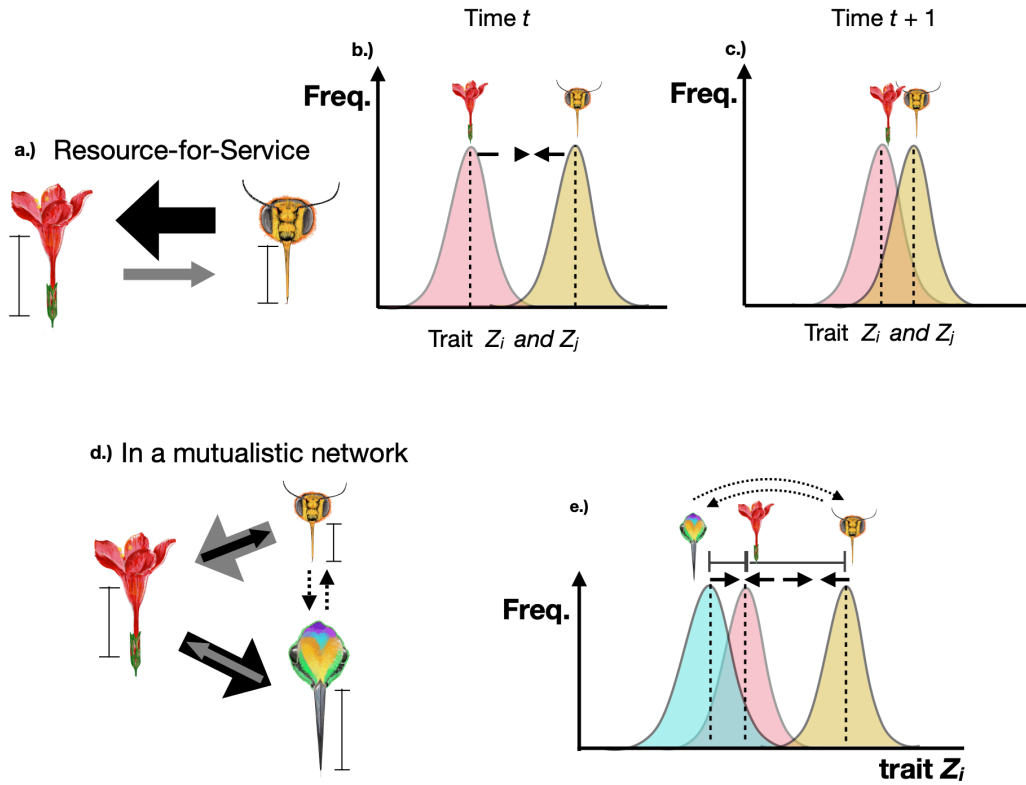 Time t
Time t + 1
b.)
c.)
Freq.
Freq.
a.) Resource-for-Service
Trait Zi and Zj
Trait Zi and Zj
d.) In a mutualistic network
e.)
Freq.
trait Zi